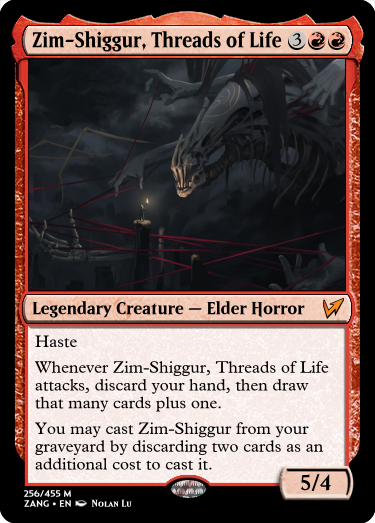 Zim-Shiggur, Threads of Life 3
Legendary Creature — Elder Horror
Haste
Whenever Zim-Shiggur, Threads of Life
attacks, discard your hand, then draw
that many cards plus one.
You may cast Zim-Shiggur from your
graveyard by discarding two cards as an
additional cost to cast it.
5/4
256/455 M
ZANG • EN Nolan Lu